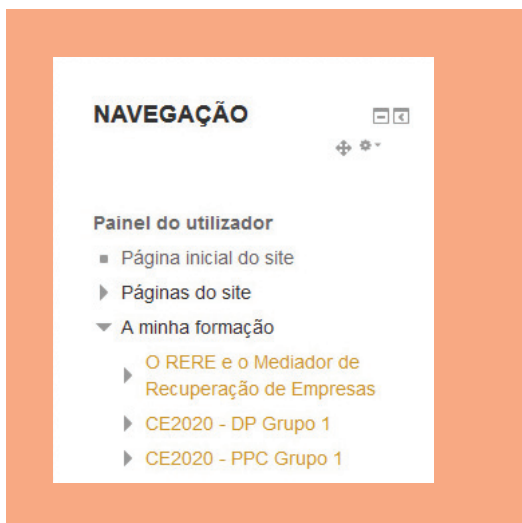 NAVEGAÇÃO
Painel do utilizador
Página inicial do site
Páginas do site
A minha formação
O RERE e o Mediador de
Recuperação de Empresas
CE2020 - DP Grupo 1
CE2020 - PPC Grupo 1